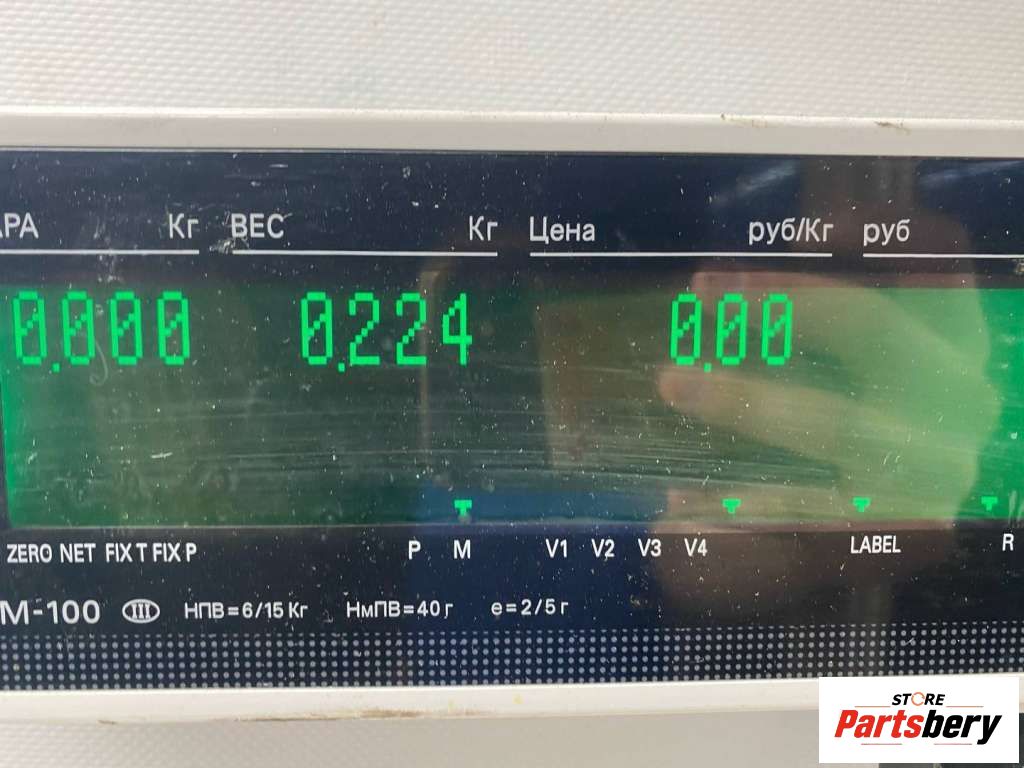 АРА Кг ВЕС Кг Цена руб/Кг руб
0.000 0.224 0.00
ZERO NET FIX T FIX P P M V1 V2 V3 V4 LABEL R
M-100 III НПВ=6/15 Кг НмПВ=40 г e=2/5 г
STORE
Partsbery